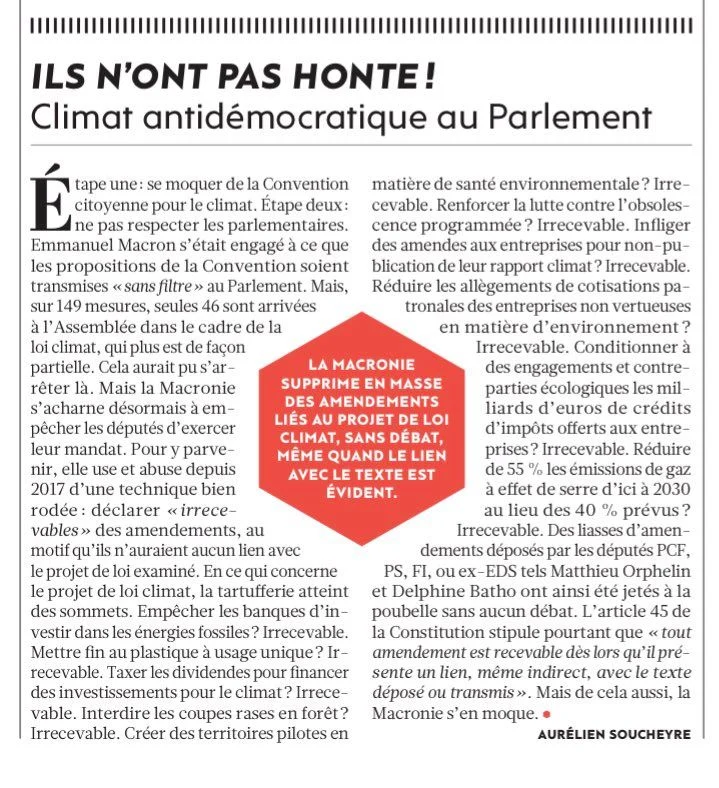 ILS N'ONT PAS HONTE !
Climat antidémocratique au Parlement
Étape une : se moquer de la Convention
citoyenne pour le climat. Étape deux :
ne pas respecter les parlementaires.
Emmanuel Macron s'était engagé à ce que
les propositions de la Convention soient
transmises « sans filtre » au Parlement. Mais,
sur 149 mesures, seules 46 sont arrivées
à l'Assemblée dans le cadre de la
loi climat, qui plus est de façon
partielle. Cela aurait pu s'ar-
rêter là. Mais la Macronie
s'acharne désormais à em-
pêcher les députés d'exercer
leur mandat. Pour y parve-
nir, elle use et abuse depuis
2017 d'une technique bien
rodée : déclarer « irrece-
vables » des amendements, au
motif qu'ils n'auraient aucun lien avec
le projet de loi examiné. En ce qui concerne
le projet de loi climat, la tartufferie atteint
des sommets. Empêcher les banques d'in-
vestir dans les énergies fossiles ? Irrecevable.
Mettre fin au plastique à usage unique ? Ir-
recevable. Taxer les dividendes pour financer
des investissements pour le climat ? Irrece-
vable. Interdire les coupes rases en forêt ?
Irrecevable. Créer des territoires pilotes en
LA MACRONIE
SUPPRIME EN MASSE
DES AMENDEMENTS
LIÉS AU PROJET DE LOI
CLIMAT, SANS DÉBAT,
MÊME QUAND LE LIEN
AVEC LE TEXTE EST
ÉVIDENT.
matière de santé environnementale ? Irre-
cevable. Renforcer la lutte contre l'obsoles-
cence programmée ? Irrecevable. Infliger
des amendes aux entreprises pour non-pu-
blication de leur rapport climat ? Irrecevable.
Réduire les allègements de cotisations pa-
tronales des entreprises non vertueuses
en matière d'environnement ?
Irrecevable. Conditionner à
des engagements et contre-
parties écologiques les mil-
liards d'euros de crédits
d'impôts offerts aux entre-
prises ? Irrecevable. Réduire
de 55 % les émissions de gaz
à effet de serre d'ici à 2030
au lieu des 40 % prévus ?
Irrecevable. Des liasses d'amen-
dements déposés par les députés PCF,
PS, FI, ou ex-EDS tels Matthieu Orphelin
et Delphine Batho ont ainsi été jetés à la
poubelle sans aucun débat. L'article 45 de
la Constitution stipule pourtant que « tout
amendement est recevable dès lors qu'il pré-
sente un lien, même indirect, avec le texte
déposé ou transmis ». Mais de cela aussi, la
Macronie s'en moque.
AURÉLIEN SOUCHEYRE